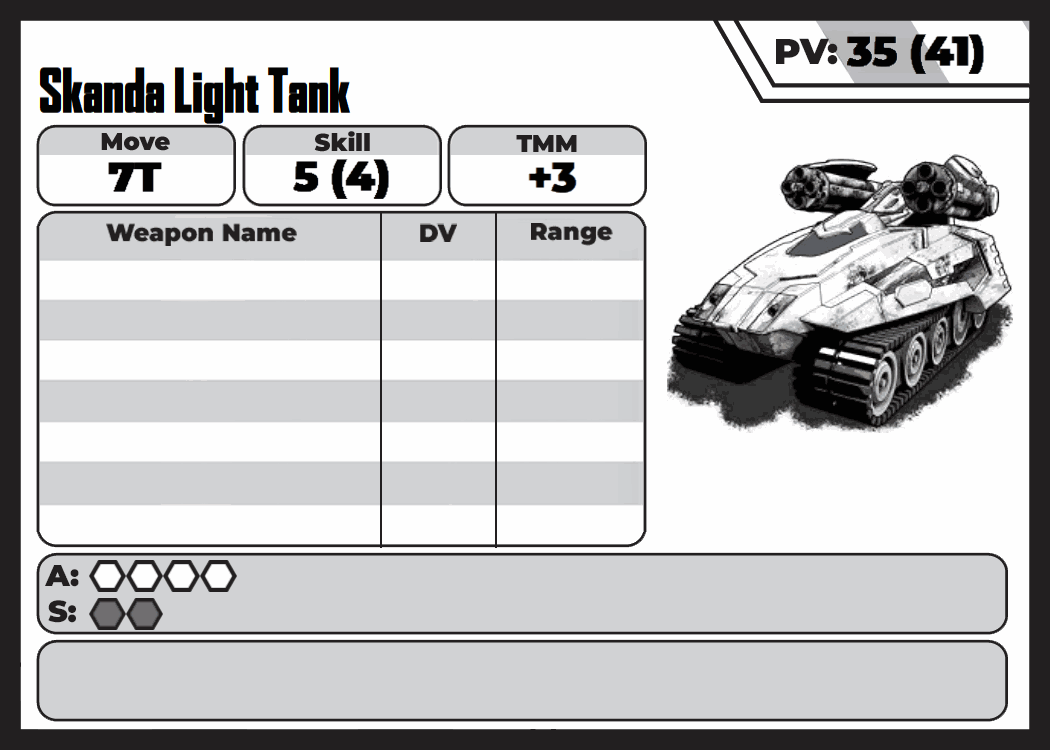 PV: 35 (41)
Skanda Light Tank
Move Skill TMM
7T 5 (4) +3
Weapon Name DV Range
A:
S: